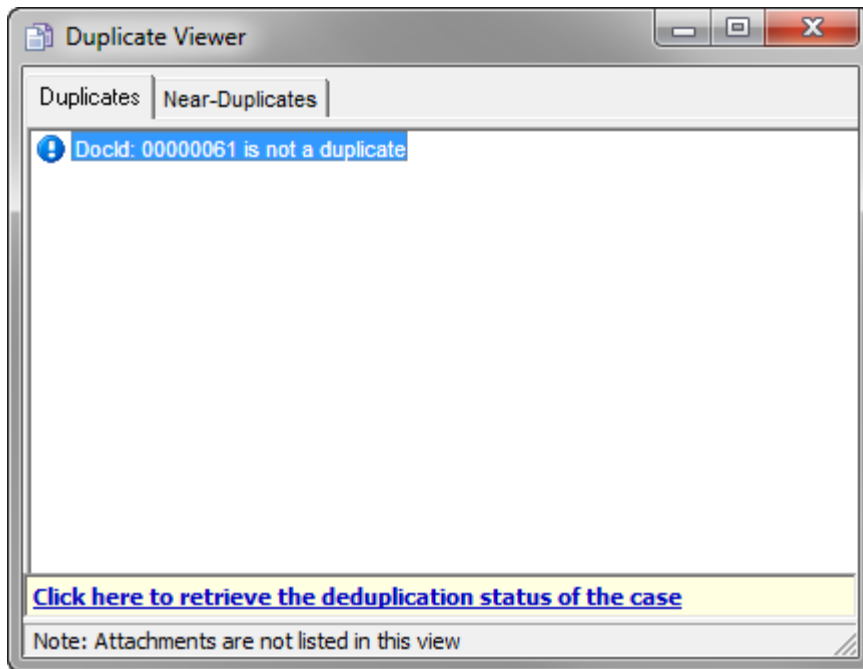 Duplicate Viewer
Duplicates
Near-Duplicates
DocId: 00000061 is not a duplicate
Click here to retrieve the deduplication status of the case
Note: Attachments are not listed in this view